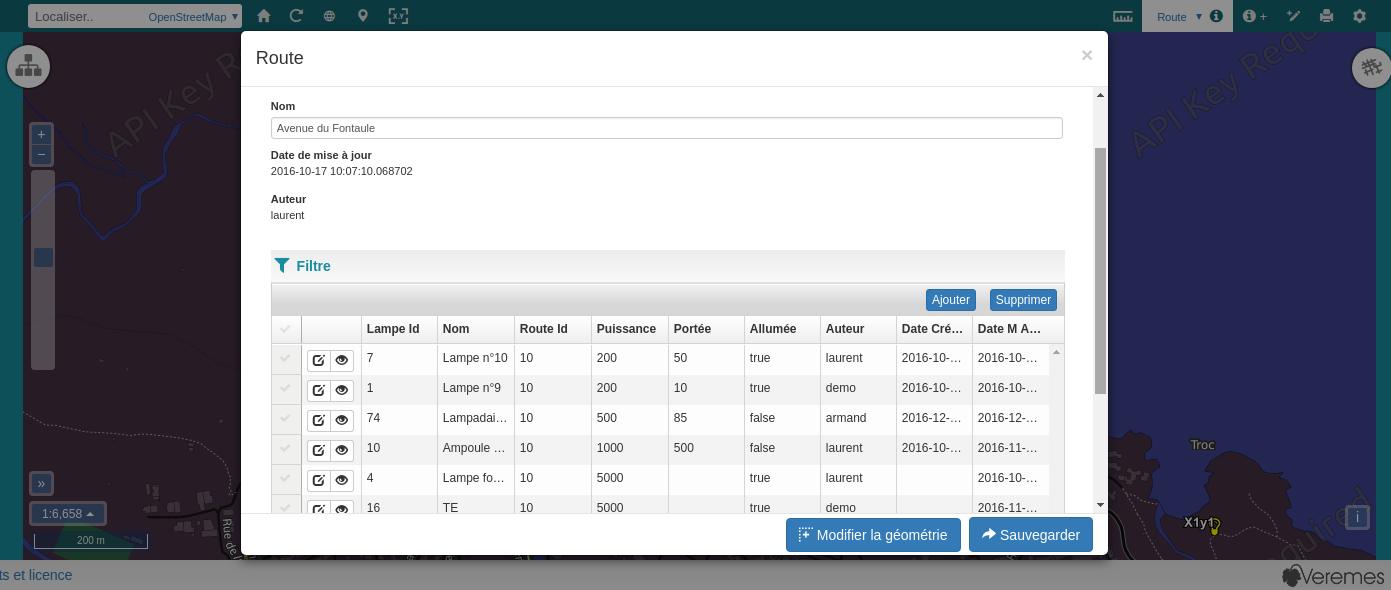 Localiser..
OpenStreetMap
X,Y
Route
+
Route
×
API Key Requ
Nom
Avenue du Fontaule
Date de mise à jour
2016-10-17 10:07:10.068702
Auteur
laurent
Filtre
Ajouter Supprimer
Lampe Id Nom Route Id Puissance Portée Allumée Auteur Date Cré… Date M A…
7 Lampe n°10 10 200 50 true laurent 2016-10-… 2016-10-…
1 Lampe n°9 10 200 10 true demo 2016-10-… 2016-10-…
74 Lampadai… 10 500 85 false armand 2016-12-… 2016-12-…
10 Ampoule … 10 1000 500 false laurent 2016-10-… 2016-11-…
4 Lampe fo… 10 5000 true laurent 2016-10-…
16 TE 10 5000 true demo 2016-11-…
Modifier la géométrie Sauvegarder
+
−
»
1:6,658
200 m
Rue de l
Troc
X1y1
i
ts et licence
Veremes